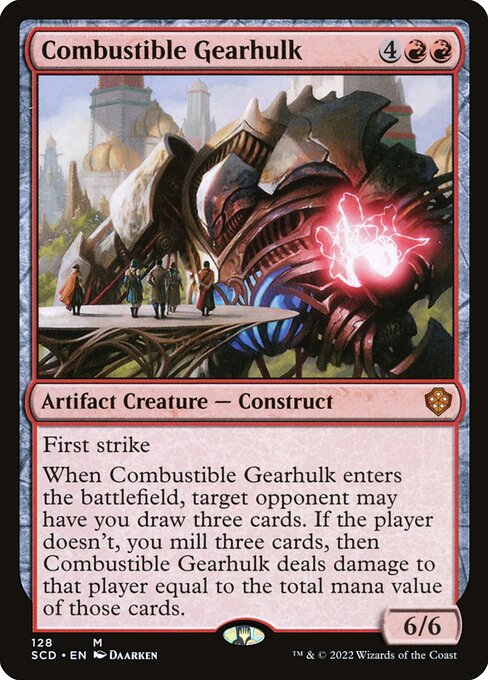 Combustible Gearhulk 4
Artifact Creature — Construct
First strike
When Combustible Gearhulk enters
the battlefield, target opponent may
have you draw three cards. If the player
doesn't, you mill three cards, then
Combustible Gearhulk deals damage to
that player equal to the total mana value
of those cards.
6/6
128 M
SCD • EN Daarken
™ & © 2022 Wizards of the Coast